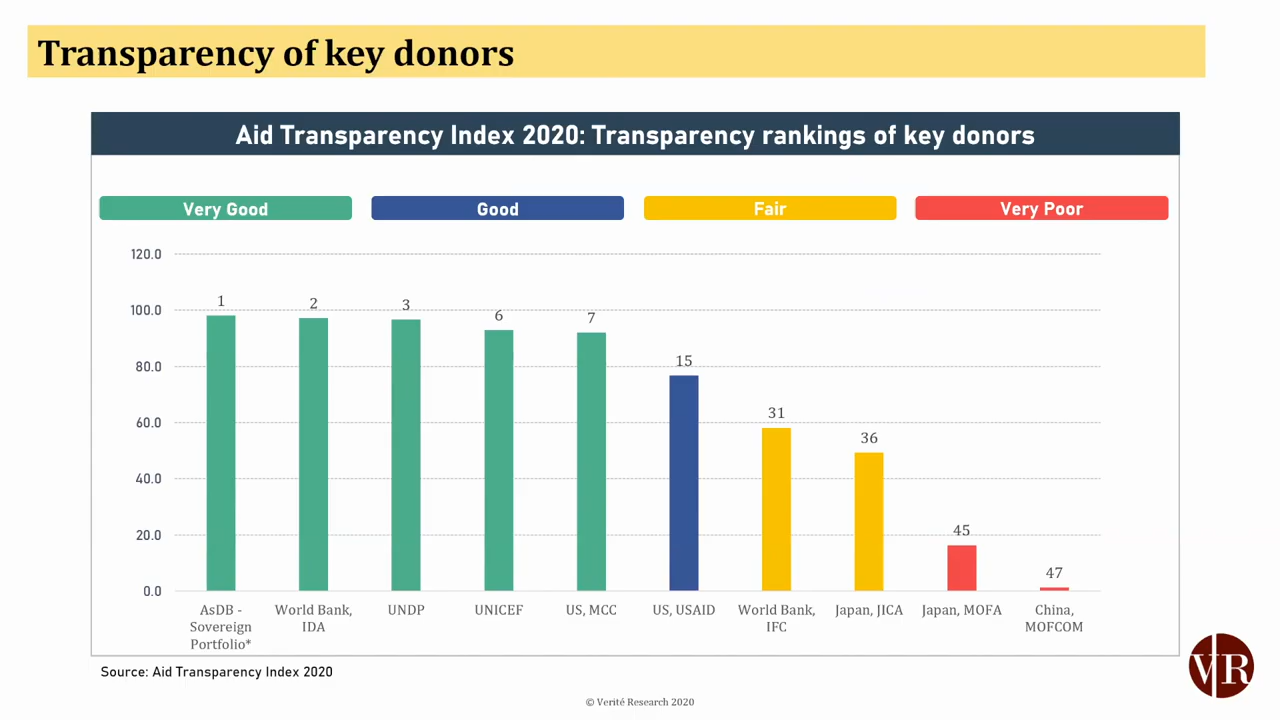 Transparency of key donors
Aid Transparency Index 2020: Transparency rankings of key donors
Very Good
Good
Fair
Very Poor
120.0
100.0
80.0
60.0
40.0
20.0
0.0
1
2
3
6
7
15
31
36
45
47
AsDB -
Sovereign
Portfolio*
World Bank,
IDA
UNDP
UNICEF
US, MCC
US, USAID
World Bank,
IFC
Japan, JICA
Japan, MOFA
China,
MOFCOM
Source: Aid Transparency Index 2020
© Verité Research 2020
VR